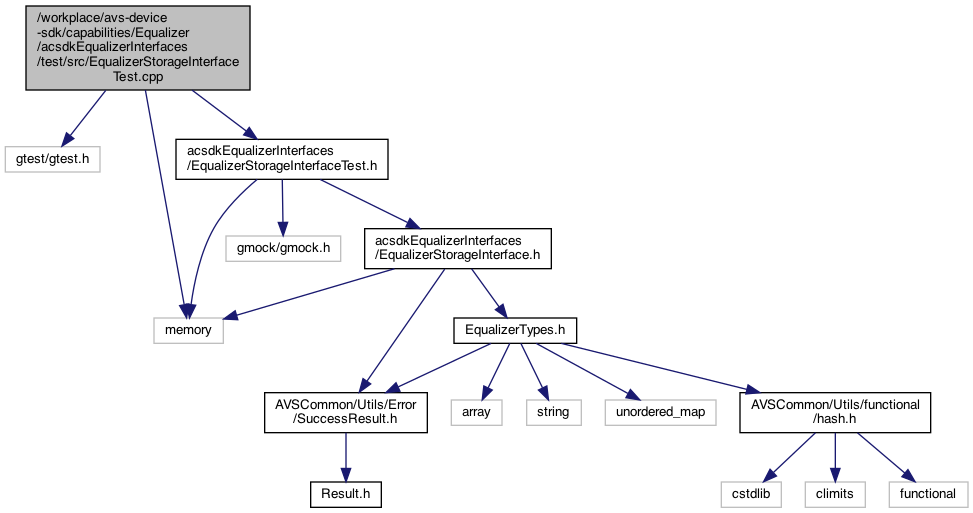 /workplace/avs-device
-sdk/capabilities/Equalizer
/acsdkEqualizerInterfaces
/test/src/EqualizerStorageInterface
Test.cpp
gtest/gtest.h
acsdkEqualizerInterfaces
/EqualizerStorageInterfaceTest.h
gmock/gmock.h
acsdkEqualizerInterfaces
/EqualizerStorageInterface.h
memory
EqualizerTypes.h
AVSCommon/Utils/Error
/SuccessResult.h
array
string
unordered_map
AVSCommon/Utils/functional
/hash.h
Result.h
cstdlib
climits
functional